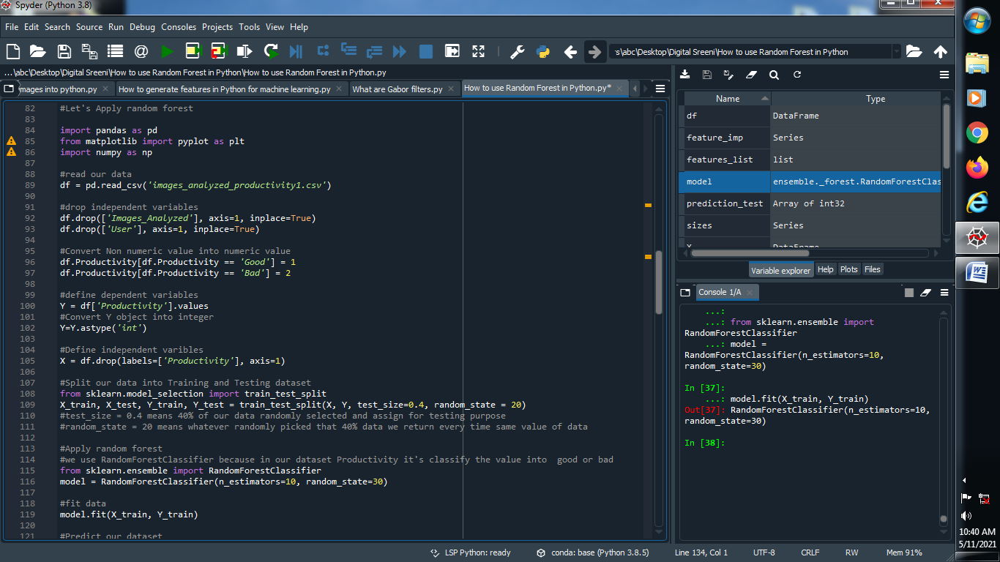 Spyder (Python 3.8)
File Edit Search Source Run Debug Consoles Projects Tools View Help
:s\abc\Desktop\Digital Sreeni\How to use Random Forest in Python
...\abc\Desktop\Digital Sreeni\How to use Random Forest in Python\How to use Random Forest in Python.py
mages into python.py How to generate features in Python for machine learning.py What are Gabor filters.py How to use Random Forest in Python.py*
82 #Let's Apply random forest
83
84 import pandas as pd
85 from matplotlib import pyplot as plt
86 import numpy as np
87
88 #read our data
89 df = pd.read_csv('images_analyzed_productivity1.csv')
90
91 #drop independent variables
92 df.drop(['Images_Analyzed'], axis=1, inplace=True)
93 df.drop(['User'], axis=1, inplace=True)
94
95 #Convert Non numeric value into numeric value
96 df.Productivity[df.Productivity == 'Good'] = 1
97 df.Productivity[df.Productivity == 'Bad'] = 2
98
99 #define dependent variables
100 Y = df['Productivity'].values
101 #Convert Y object into integer
102 Y=Y.astype('int')
103
104 #Define independent varibles
105 X = df.drop(labels=['Productivity'], axis=1)
106
107 #Split our data into Training and Testing dataset
108 from sklearn.model_selection import train_test_split
109 X_train, X_test, Y_train, Y_test = train_test_split(X, Y, test_size=0.4, random_state = 20)
110 #test_size = 0.4 means 40% of our data randomly selected and assign for testing purpose
111 #random_state = 20 means whatever randomly picked that 40% data we return every time same value of data
112
113 #Apply random forest
114 #we use RandomForestClassifier because in our dataset Productivity it's classify the value into  good or bad
115 from sklearn.ensemble import RandomForestClassifier
116 model = RandomForestClassifier(n_estimators=10, random_state=30)
117
118 #fit data
119 model.fit(X_train, Y_train)
120
121 #Predict our dataset
Name Type
df DataFrame
feature_imp Series
features_list list
model ensemble._forest.RandomForestClas
prediction_test Array of int32
sizes Series
X DataFrame
Variable explorer Help Plots Files
Console 1/A
...:
...: from sklearn.ensemble import
RandomForestClassifier
...: model =
RandomForestClassifier(n_estimators=10,
random_state=30)
In [37]:
...: model.fit(X_train, Y_train)
Out[37]: RandomForestClassifier(n_estimators=10,
random_state=30)
In [38]:
LSP Python: ready conda: base (Python 3.8.5) Line 134, Col 1 UTF-8 CRLF RW Mem 91%
10:40 AM
5/11/2021